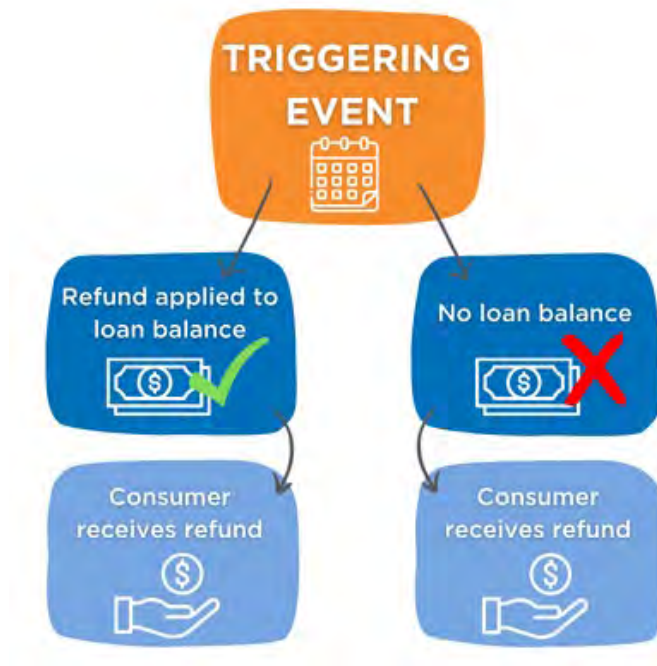 TRIGGERING
EVENT
Refund applied to
loan balance
$
No loan balance
$
Consumer
receives refund
$
Consumer
receives refund
$